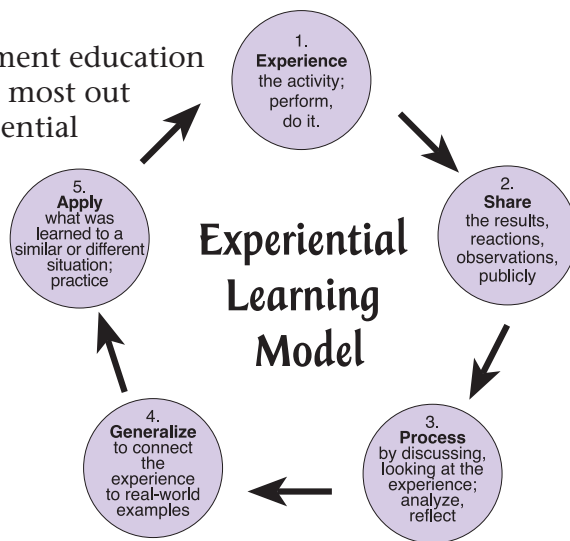 ment education
most out
ential
1.
Experience
the activity;
perform,
do it.
2.
Share
the results,
reactions,
observations,
publicly
3.
Process
by discussing,
looking at the
experience;
analyze,
reflect
4.
Generalize
to connect
the
experience
to real-world
examples
5.
Apply
what was
learned to a
similar or different
situation;
practice
Experiential
Learning
Model